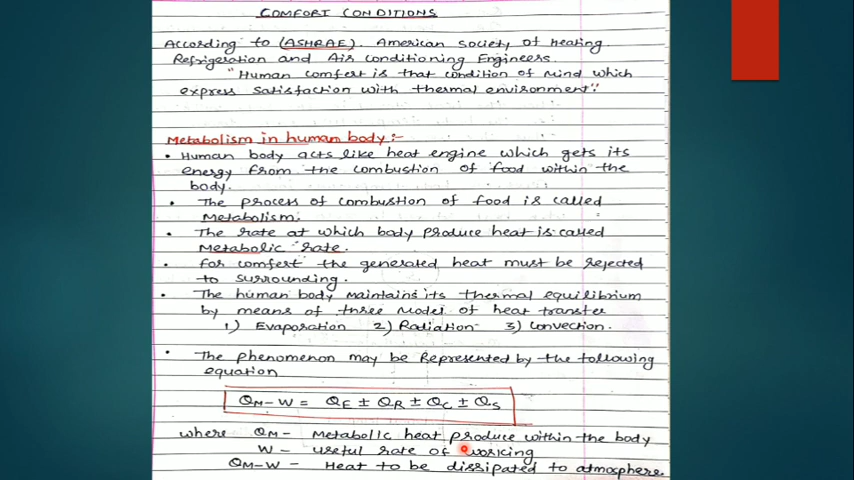 COMFORT CONDITIONS
According to (ASHRAE). American Society of Heating
Refrigeration and Air conditioning Engineers.
"Human comfert is that condition of mind which
express satisfaction with thermal environment".
Metabolism in human body :-
• Human body acts like heat engine which gets its
energy from the combustion of food within the
body.
• The process of combustion of food is called
Metabolism.
• The rate at which body produce heat is called
Metabolic rate.
• For comfert the generated heat must be rejected
to surrounding.
• The human body maintains its thermal equilibrium
by means of three modes of heat transfer
1) Evaporation 2) Radiation 3) Convection.
• The phenomenon may be Represented by the following
equation
QM-W = QE ± QR ± QC ± QS
where QM - Metabolic heat produce within the body
W - useful rate of working
QM-W - Heat to be dissipated to atmosphere.